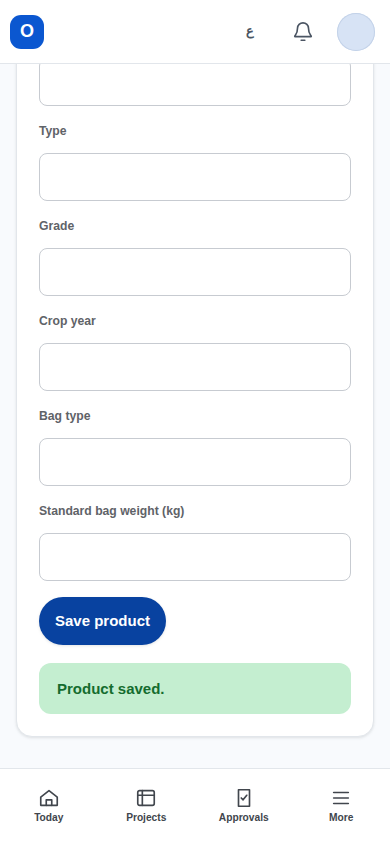 O
ع
Type
Grade
Crop year
Bag type
Standard bag weight (kg)
Save product
Product saved.
Today
Projects
Approvals
More